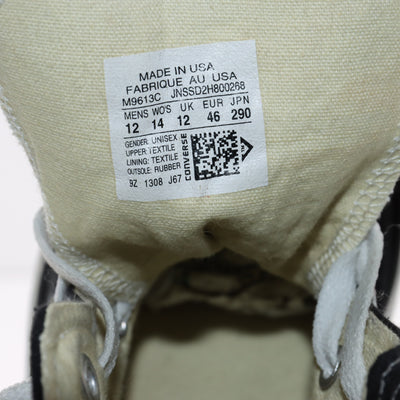 MADE IN USA
FABRIQUE AU USA
M9613C JNSSD2H800268
MENS WO'S UK EUR JPN
12 14 12 46 290
GENDER: UNISEX
UPPER: TEXTILE
LINING: TEXTILE
OUTSOLE: RUBBER
CONVERSE
9Z 1308 J67